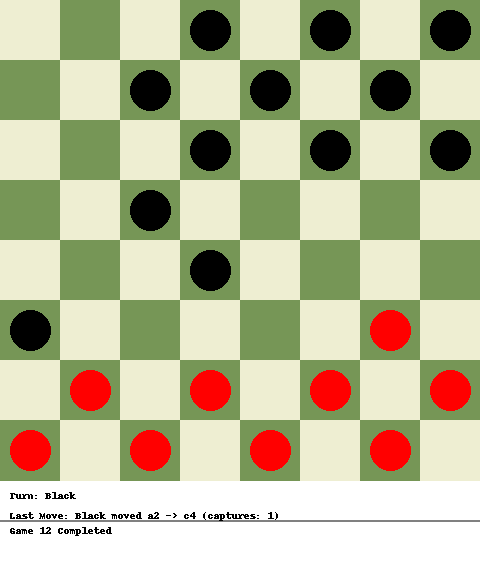 Turn: Black
Last Move: Black moved a2 -> c4 (captures: 1)
Game 12 Completed